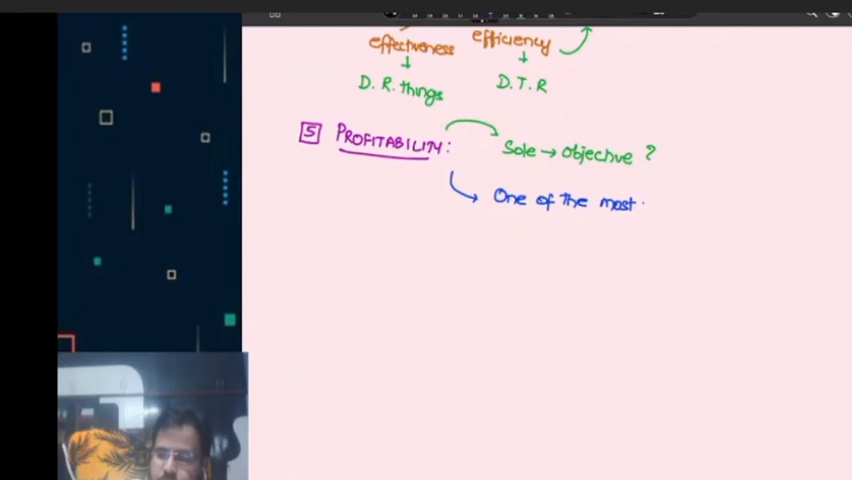 effectiveness efficiency
D. R. things D. T. R
5 PROFITABILITY: Sole → objective ?
One of the most